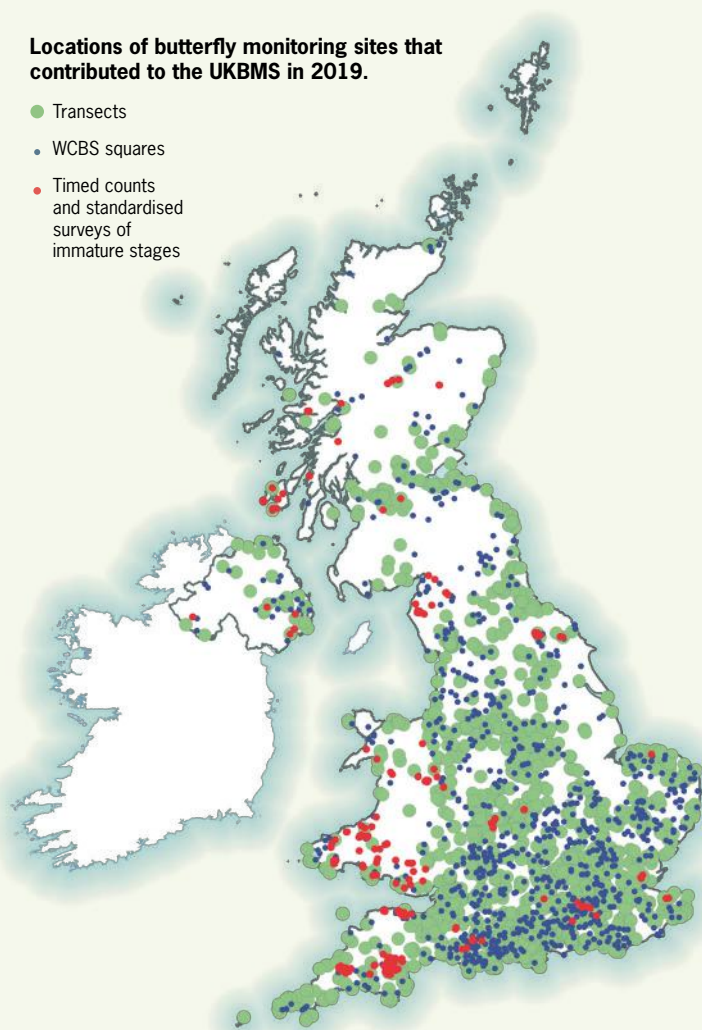 Locations of butterfly monitoring sites that
contributed to the UKBMS in 2019.
Transects
WCBS squares
Timed counts
and standardised
surveys of
immature stages